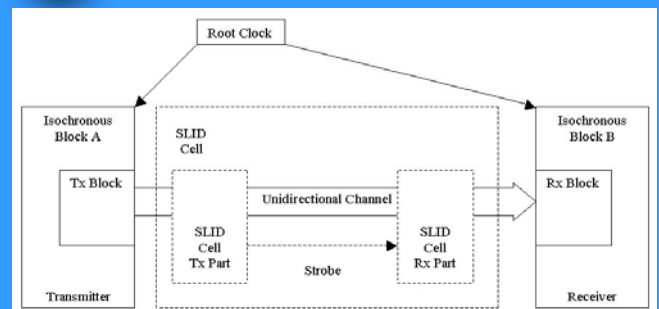 Root Clock
Isochronous
Block A
Tx Block
Transmitter
SLID
Cell
SLID
Cell
Tx Part
Unidirectional Channel
Strobe
SLID
Cell
Rx Part
Isochronous
Block B
Rx Block
Receiver